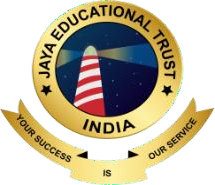 JAYA EDUCATIONAL TRUST
INDIA
YOUR SUCCESS
IS
OUR SERVICE